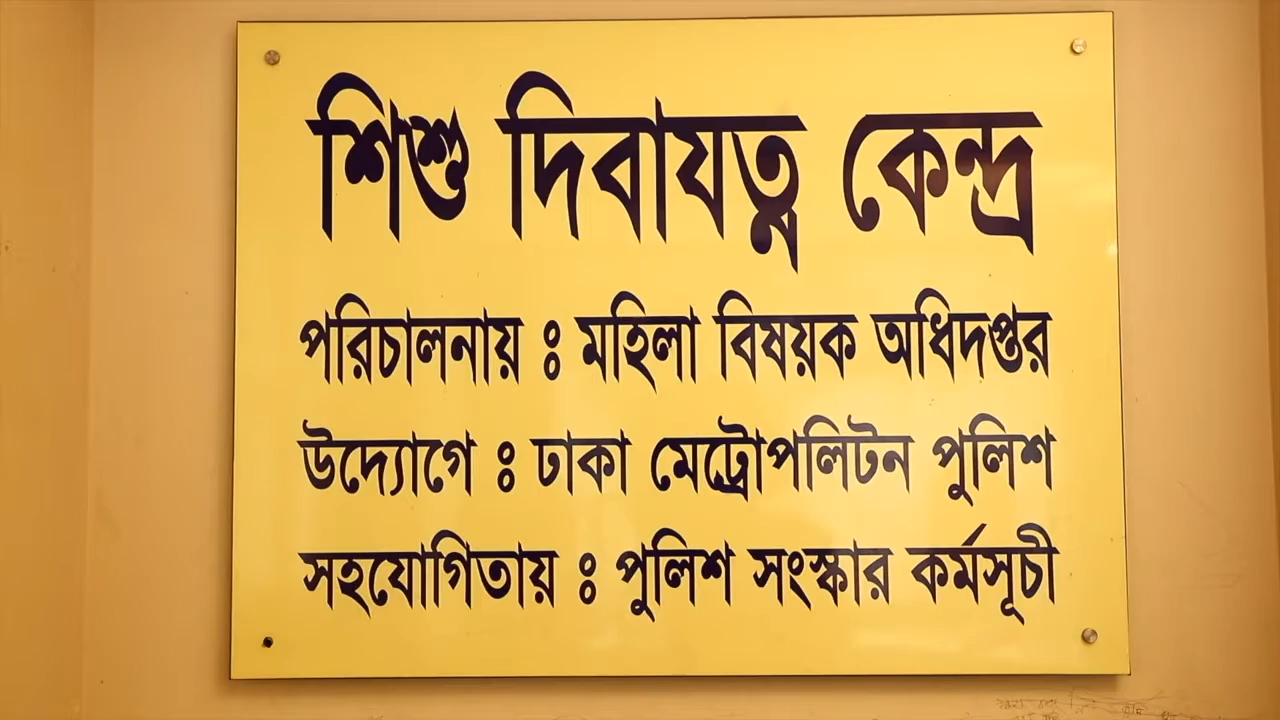 শিশু দিবাযত্ন কেন্দ্র
পরিচালনায় : মহিলা বিষয়ক অধিদপ্তর
উদ্যোগে : ঢাকা মেট্রোপলিটন পুলিশ
সহযোগিতায় : পুলিশ সংস্কার কর্মসূচী